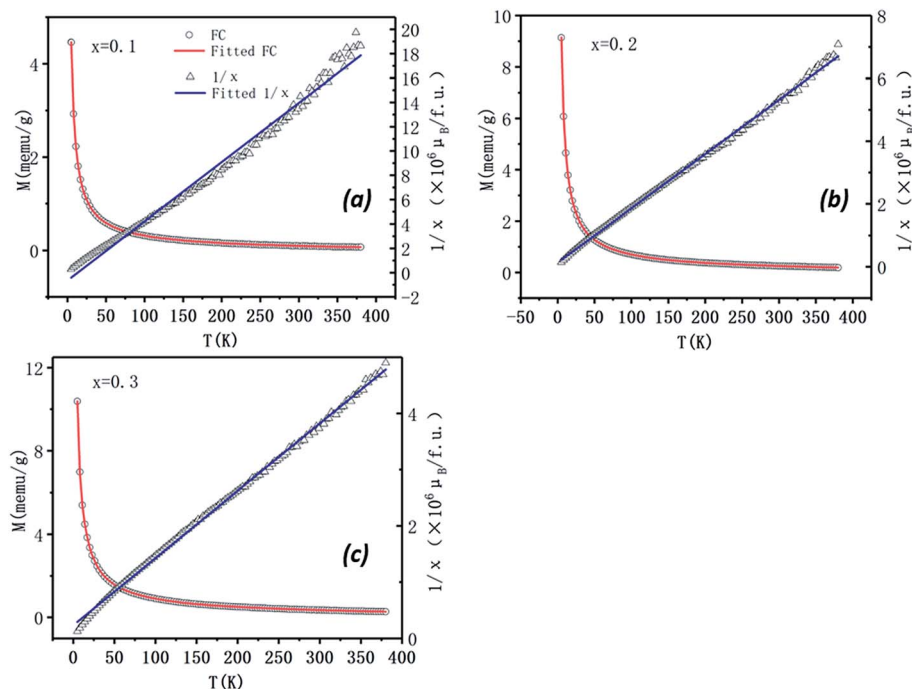 x=0.1
FC
Fitted FC
1/x
Fitted 1/x
M(memu/g)
4
2
0
20
18
16
14
12
10
8
6
4
2
0
-2
1/x (×10⁶ μB/f.u.)
(a)
0 50 100 150 200 250 300 350 400
T(K)
x=0.2
M(memu/g)
10
8
6
4
2
0
8
6
4
2
0
1/x (×10⁶ μB/f.u.)
(b)
-50 0 50 100 150 200 250 300 350 400
T(K)
x=0.3
M(memu/g)
12
8
4
0
4
2
0
1/x (×10⁶ μB/f.u.)
(c)
0 50 100 150 200 250 300 350 400
T(K)